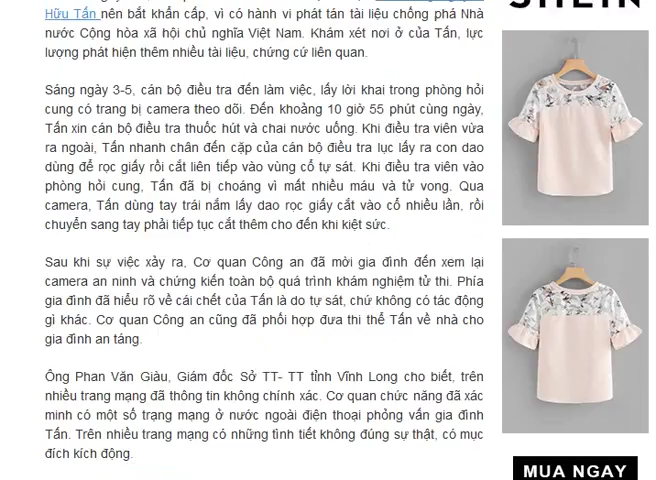 Hữu Tấn nên bắt khẩn cấp, vì có hành vi phát tán tài liệu chống phá Nhà
nước Cộng hòa xã hội chủ nghĩa Việt Nam. Khám xét nơi ở của Tấn, lực
lượng phát hiện thêm nhiều tài liệu, chứng cứ liên quan.
Sáng ngày 3-5, cán bộ điều tra đến làm việc, lấy lời khai trong phòng hỏi
cung có trang bị camera theo dõi. Đến khoảng 10 giờ 55 phút cùng ngày,
Tấn xin cán bộ điều tra thuốc hút và chai nước uống. Khi điều tra viên vừa
ra ngoài, Tấn nhanh chân đến cặp của cán bộ điều tra lục lấy ra con dao
dùng để rọc giấy rồi cắt liên tiếp vào vùng cổ tự sát. Khi điều tra viên vào
phòng hỏi cung, Tấn đã bị choáng vì mất nhiều máu và tử vong. Qua
camera, Tấn dùng tay trái nắm lấy dao rọc giấy cắt vào cổ nhiều lần, rồi
chuyển sang tay phải tiếp tục cắt thêm cho đến khi kiệt sức.
Sau khi sự việc xảy ra, Cơ quan Công an đã mời gia đình đến xem lại
camera an ninh và chứng kiến toàn bộ quá trình khám nghiệm tử thi. Phía
gia đình đã hiểu rõ về cái chết của Tấn là do tự sát, chứ không có tác động
gì khác. Cơ quan Công an cũng đã phối hợp đưa thi thể Tấn về nhà cho
gia đình an táng.
Ông Phan Văn Giàu, Giám đốc Sở TT- TT tỉnh Vĩnh Long cho biết, trên
nhiều trang mạng đã thông tin không chính xác. Cơ quan chức năng đã xác
minh có một số trạng mạng ở nước ngoài điện thoại phỏng vấn gia đình
Tấn. Trên nhiều trang mạng có những tình tiết không đúng sự thật, có mục
đích kích động.
SHEIN
MUA NGAY